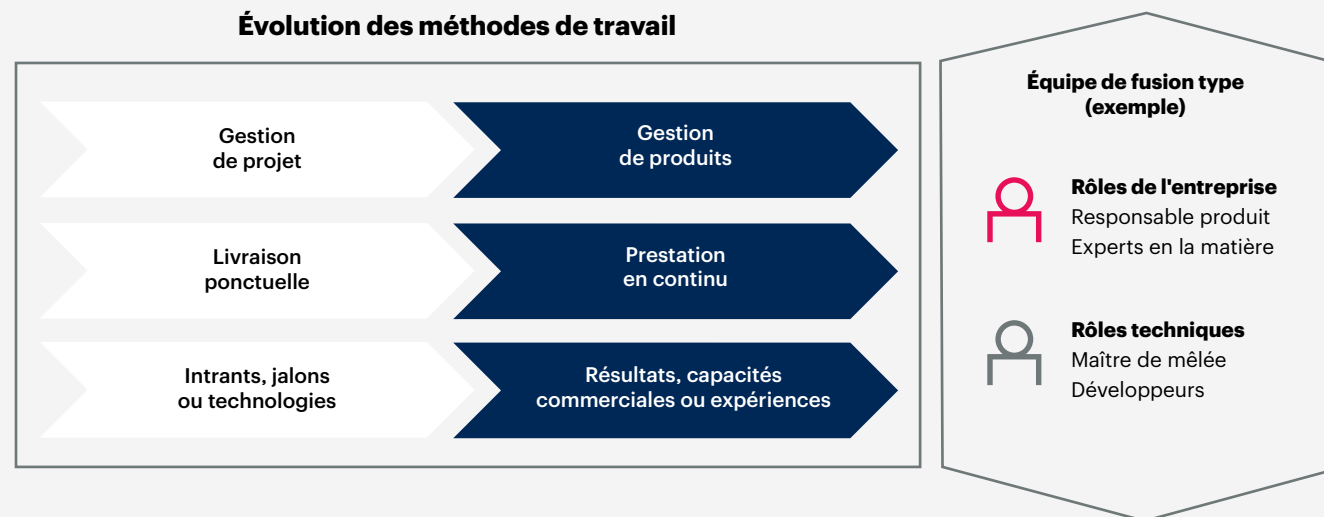 Évolution des méthodes de travail
Gestion
de projet
Gestion
de produits
Livraison
ponctuelle
Prestation
en continu
Intrants, jalons
ou technologies
Résultats, capacités
commerciales ou expériences
Équipe de fusion type
(exemple)
Rôles de l'entreprise
Responsable produit
Experts en la matière
Rôles techniques
Maître de mêlée
Développeurs